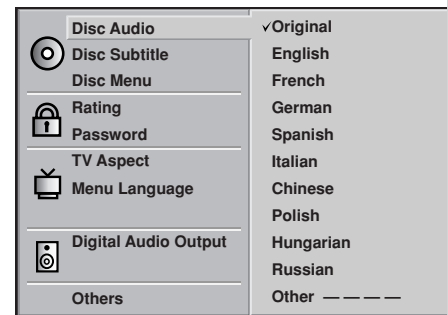 Disc Audio
Disc Subtitle
Disc Menu
Rating
Password
TV Aspect
Menu Language
Digital Audio Output
Others
✓Original
English
French
German
Spanish
Italian
Chinese
Polish
Hungarian
Russian
Other — — — —